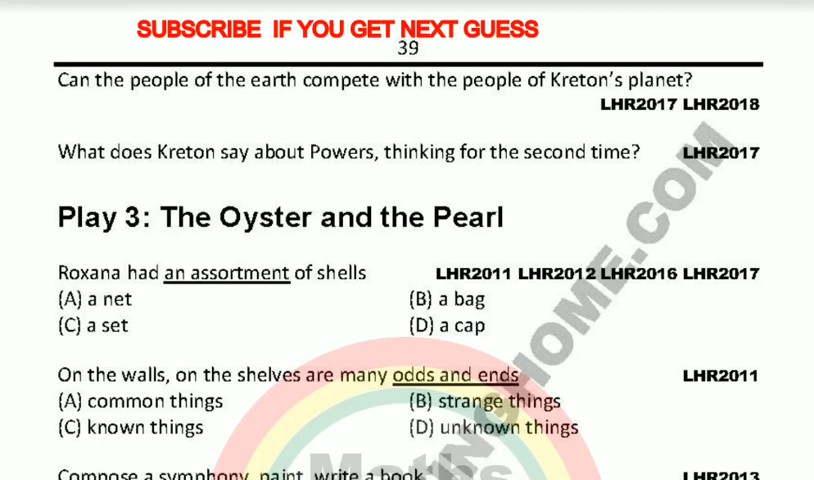 SUBSCRIBE IF YOU GET NEXT GUESS
39
Can the people of the earth compete with the people of Kreton's planet?
LHR2017 LHR2018
What does Kreton say about Powers, thinking for the second time? LHR2017
Play 3: The Oyster and the Pearl
Roxana had an assortment of shells LHR2011 LHR2012 LHR2016 LHR2017
(A) a net (B) a bag
(C) a set (D) a cap
On the walls, on the shelves are many odds and ends LHR2011
(A) common things (B) strange things
(C) known things (D) unknown things
Compose a symphony, paint, write a book LHR2013
Maths
INGHOME.COM